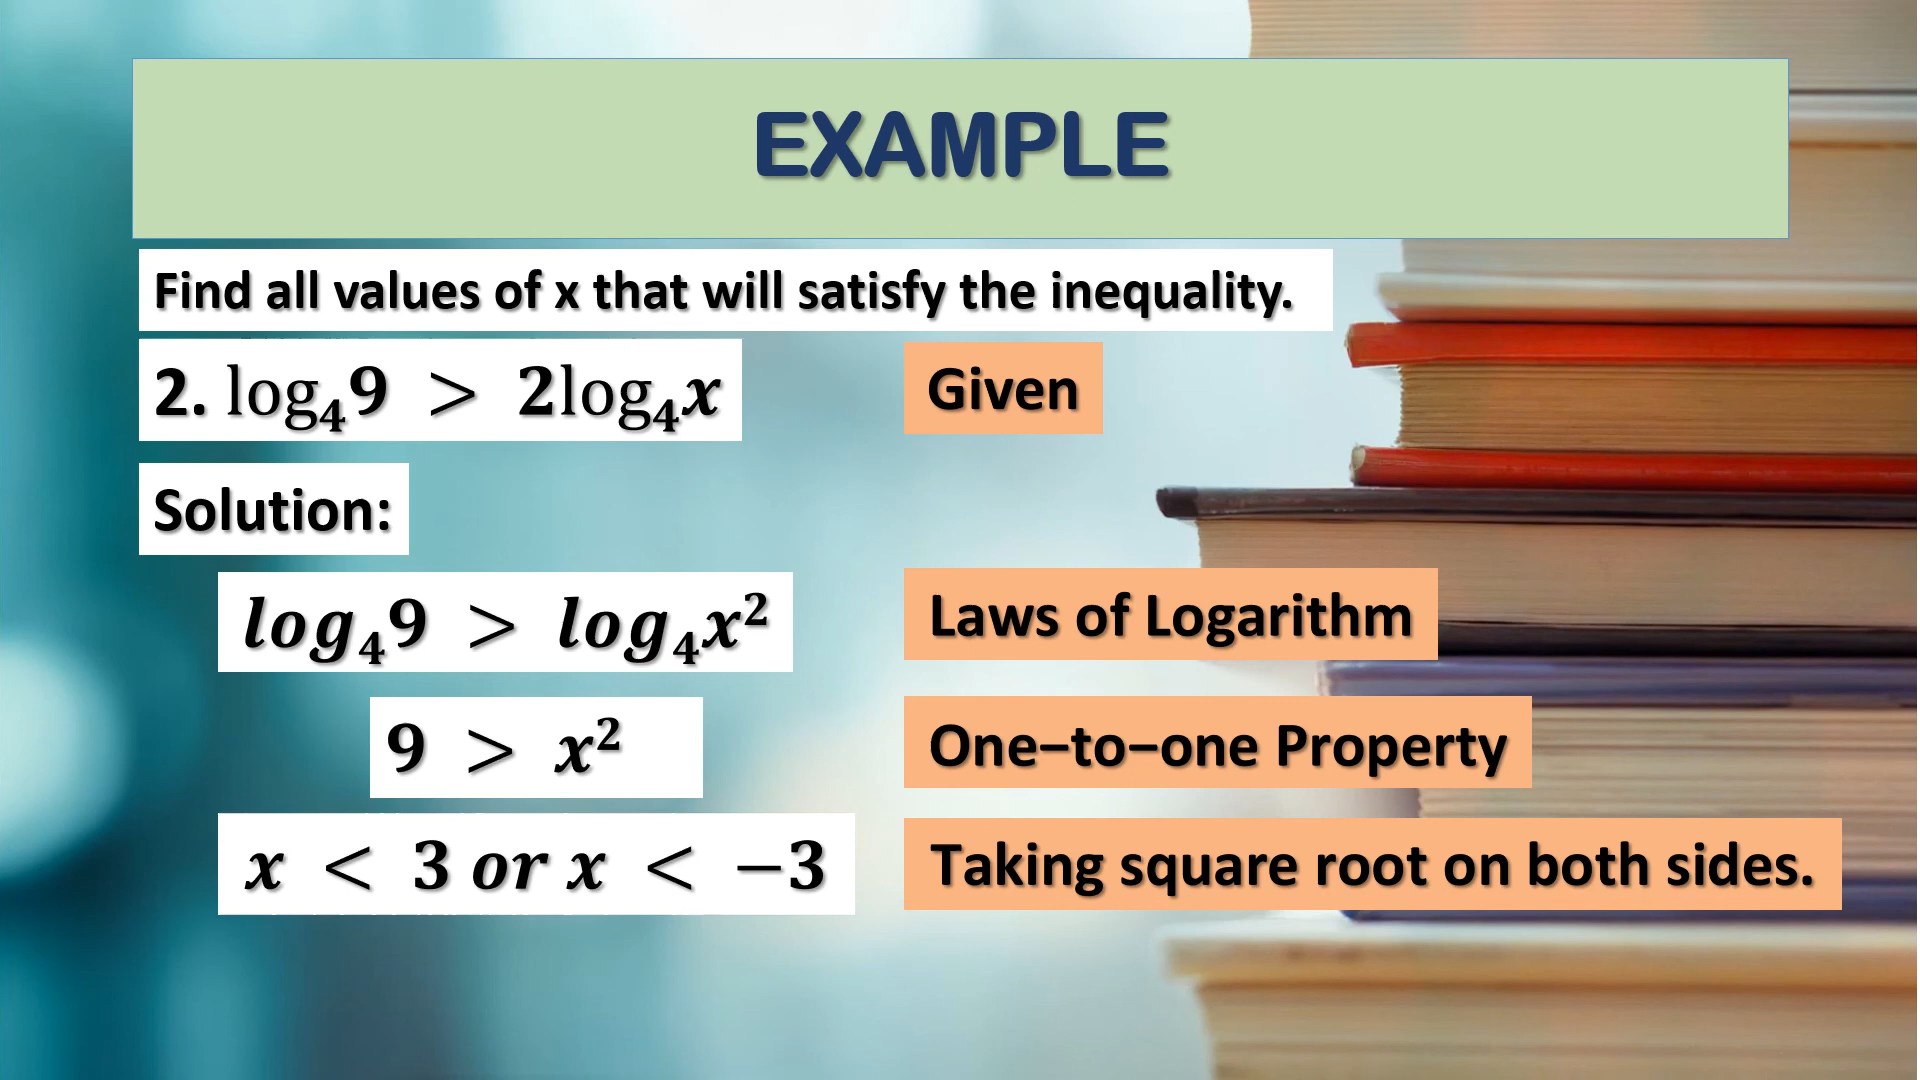 EXAMPLE
Find all values of x that will satisfy the inequality.
2. log₄9 > 2log₄x
Given
Solution:
log₄9 > log₄x²
Laws of Logarithm
9 > x²
One–to–one Property
x < 3 or x < −3
Taking square root on both sides.